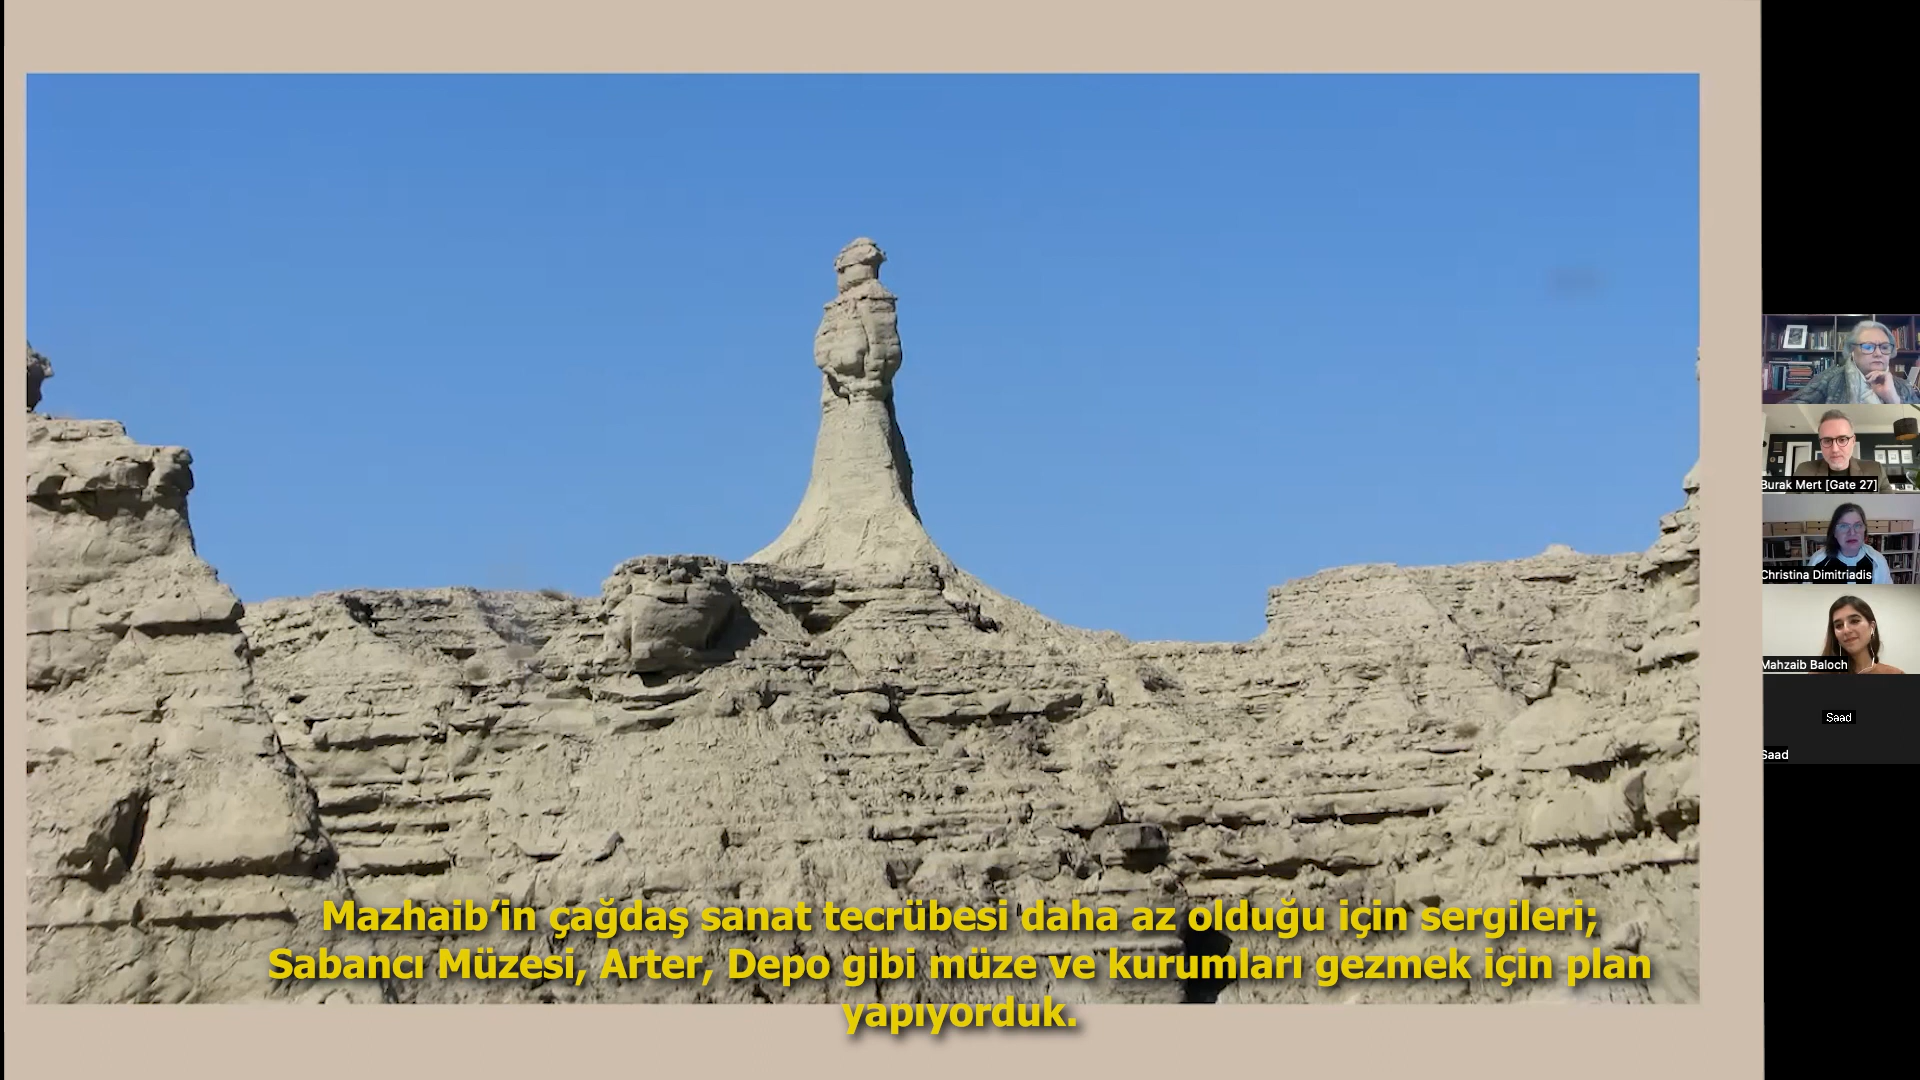 Burak Mert [Gate 27]
Christina Dimitriadis
Mahzaib Baloch
Saad
Saad
Mazhaib’in çağdaş sanat tecrübesi daha az olduğu için sergileri;
Sabancı Müzesi, Arter, Depo gibi müze ve kurumları gezmek için plan
yapıyorduk.